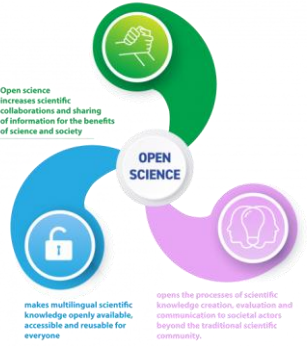 Open science
increases scientific
collaborations and sharing
of information for the benefits
of science and society
OPEN
SCIENCE
makes multilingual scientific
knowledge openly available,
accessible and reusable for
everyone
opens the processes of scientific
knowledge creation, evaluation and
communication to societal actors
beyond the traditional scientific
community.